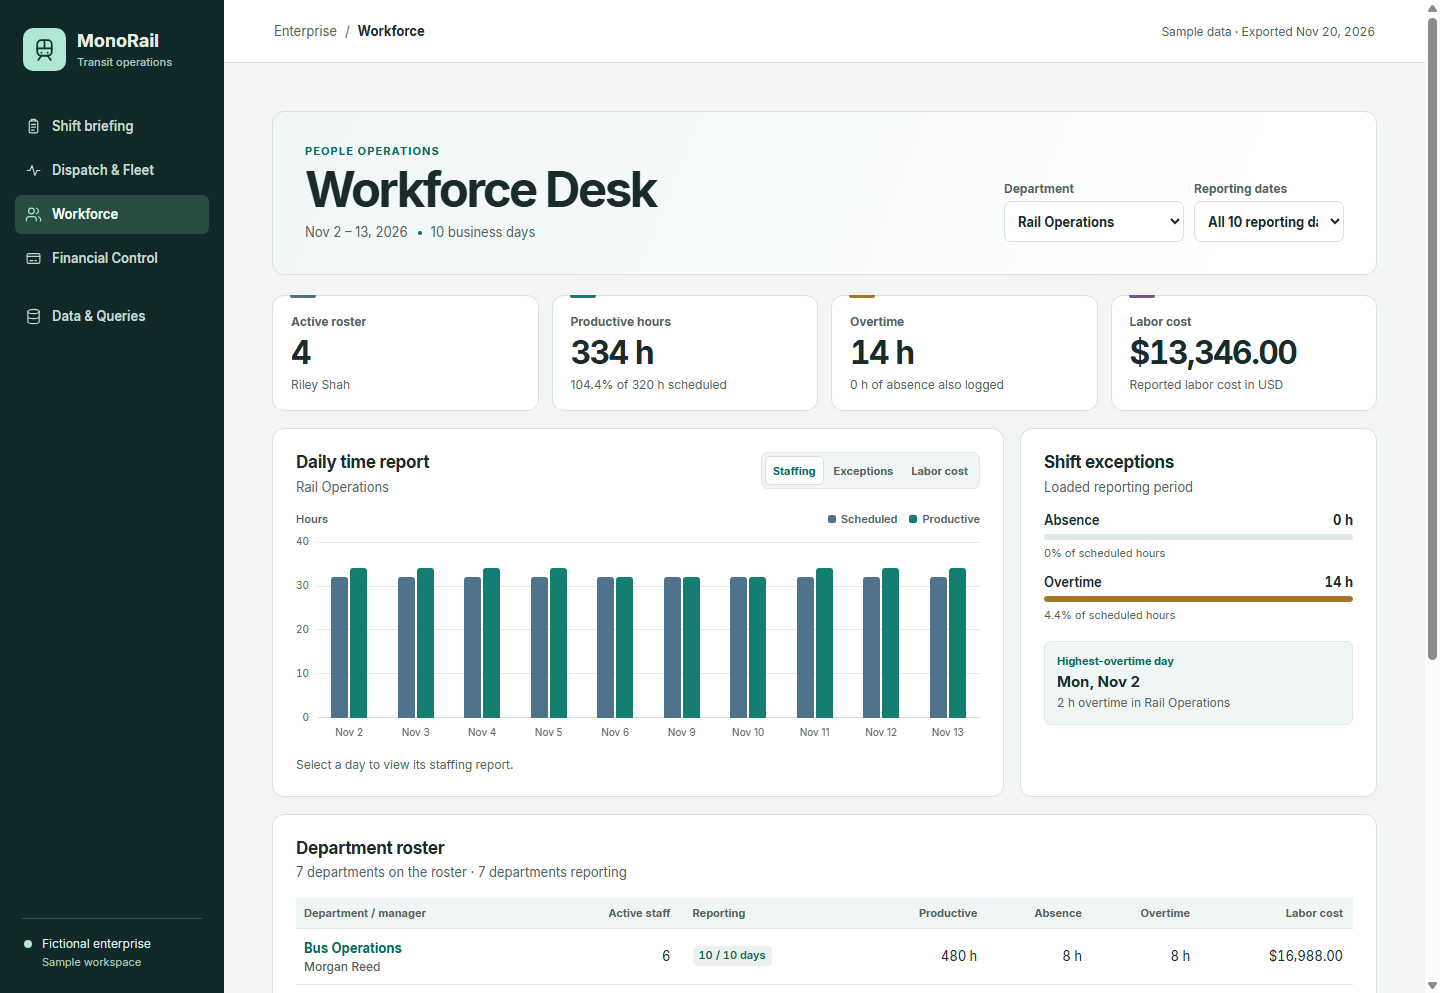 MonoRail
Transit operations
Shift briefing
Dispatch & Fleet
Workforce
Financial Control
Data & Queries
Fictional enterprise
Sample workspace
Enterprise / Workforce
Sample data · Exported Nov 20, 2026
PEOPLE OPERATIONS
Workforce Desk
Nov 2 – 13, 2026 • 10 business days
Department
Rail Operations
Reporting dates
All 10 reporting da
Active roster
4
Riley Shah
Productive hours
334 h
104.4% of 320 h scheduled
Overtime
14 h
0 h of absence also logged
Labor cost
$13,346.00
Reported labor cost in USD
Daily time report
Rail Operations
Staffing Exceptions Labor cost
Hours
Scheduled Productive
40
30
20
10
0
Nov 2 Nov 3 Nov 4 Nov 5 Nov 6 Nov 9 Nov 10 Nov 11 Nov 12 Nov 13
Select a day to view its staffing report.
Shift exceptions
Loaded reporting period
Absence 0 h
0% of scheduled hours
Overtime 14 h
4.4% of scheduled hours
Highest-overtime day
Mon, Nov 2
2 h overtime in Rail Operations
Department roster
7 departments on the roster · 7 departments reporting
Department / manager Active staff Reporting Productive Absence Overtime Labor cost
Bus Operations 6 10 / 10 days 480 h 8 h 8 h $16,988.00
Morgan Reed